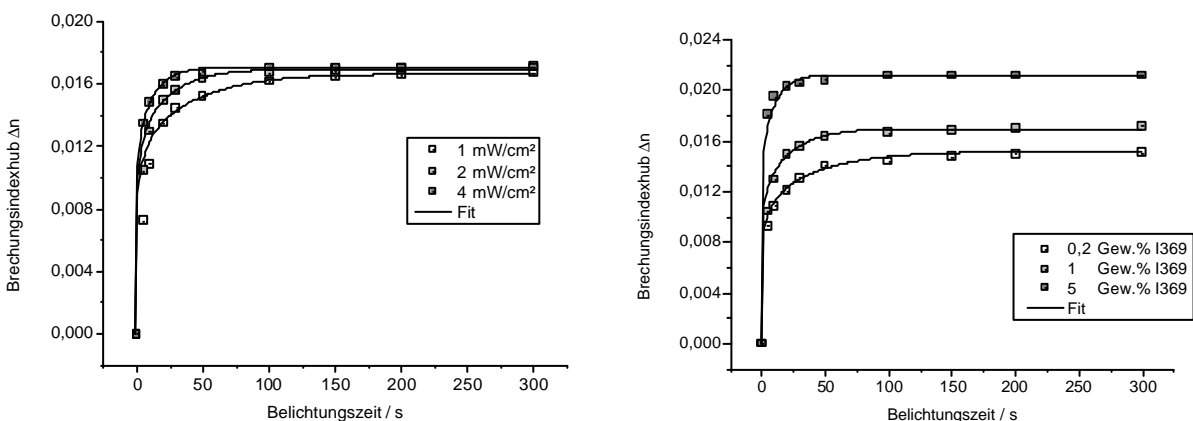 0,020
0,016
0,012
0,008
0,004
0,000
Brechungsindexhub Δn
1 mW/cm²
2 mW/cm²
4 mW/cm²
Fit
0 50 100 150 200 250 300
Belichtungszeit / s
0,024
0,020
0,016
0,012
0,008
0,004
0,000
Brechungsindexhub Δn
0,2 Gew.% I369
1 Gew.% I369
5 Gew.% I369
Fit
0 50 100 150 200 250 300
Belichtungszeit / s